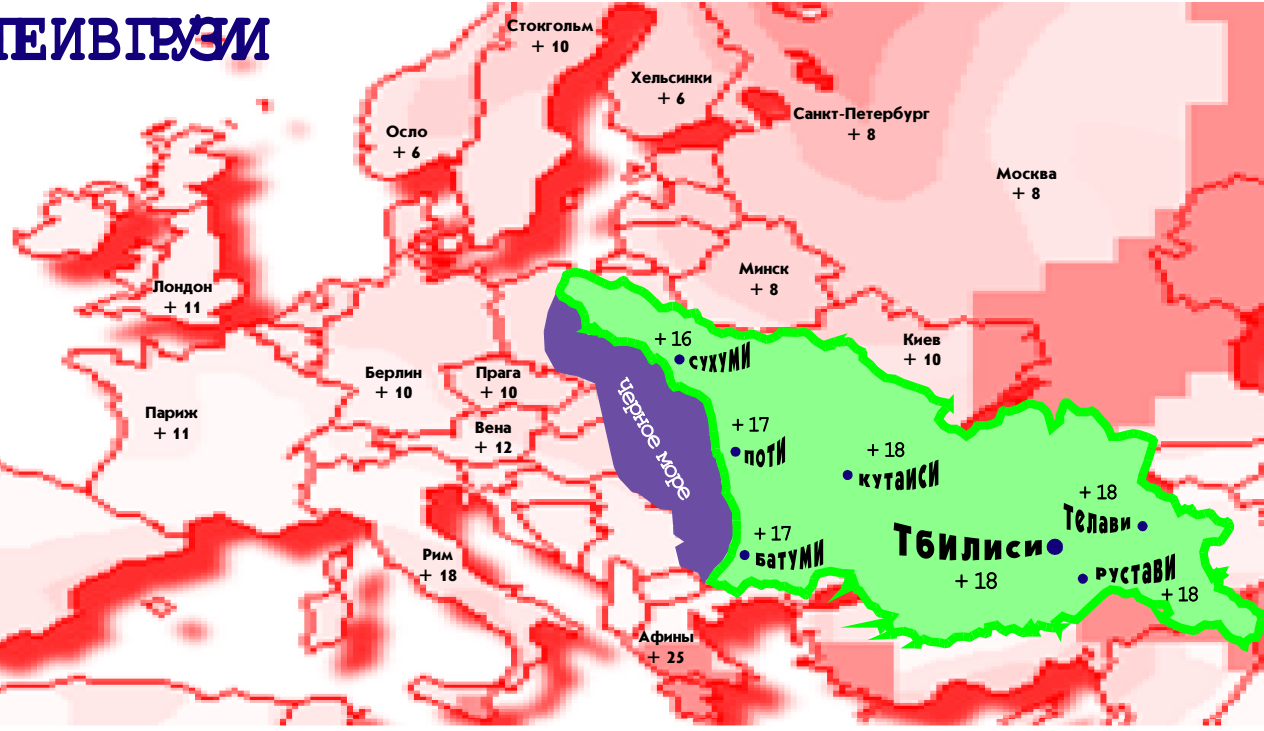 Стокгольм
+ 10
Хельсинки
+ 6
Санкт-Петербург
+ 8
Осло
+ 6
Москва
+ 8
Минск
+ 8
Лондон
+ 11
Киев
+ 10
+ 16
СУХУМИ
Берлин
+ 10
Прага
+ 10
Париж
+ 11
Вена
+ 12
Черное море
+ 17
ПОТИ
+ 18
КУТАИСИ
+ 18
Телави
+ 17
БАТУМИ
Тбилиси
+ 18
РУСТАВИ
+ 18
Рим
+ 18
Афины
+ 25